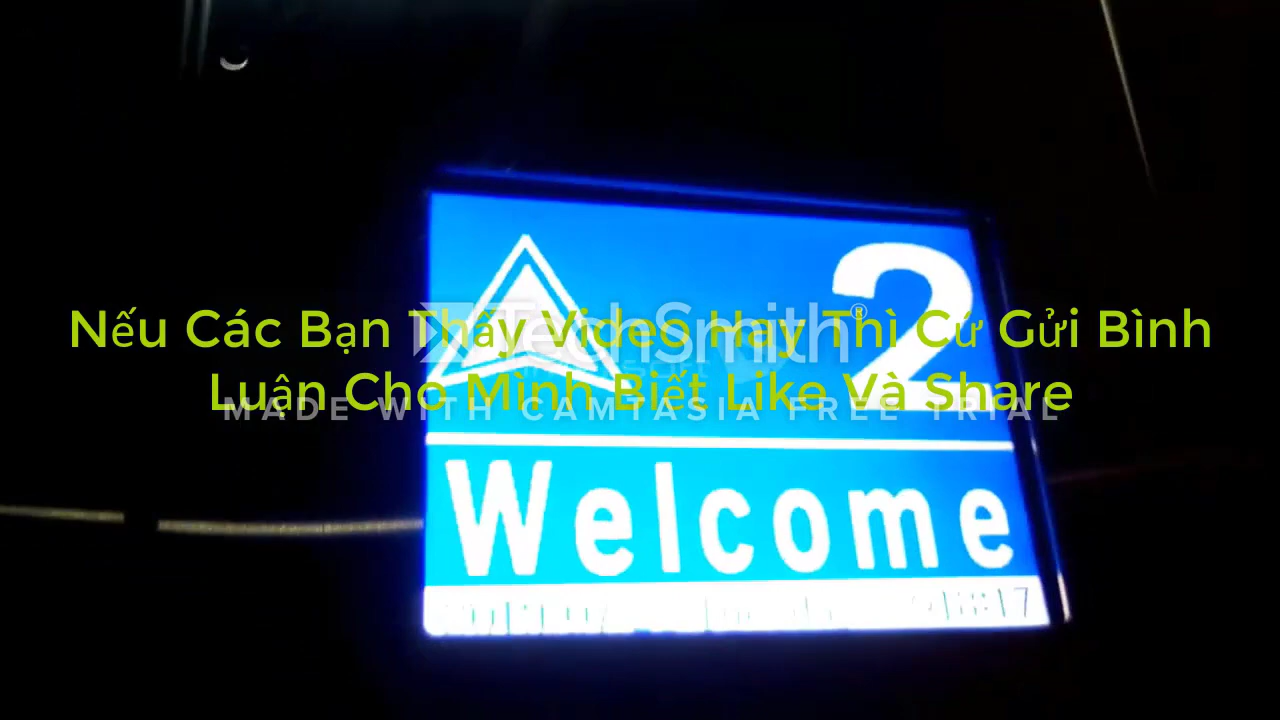 2
Nếu Các Bạn Thấy Video Hay Thì Cứ Gửi Bình
Luận Cho Mình Biết Like Và Share
TechSmith®
MADE WITH CAMTASIA FREE TRIAL
Welcome